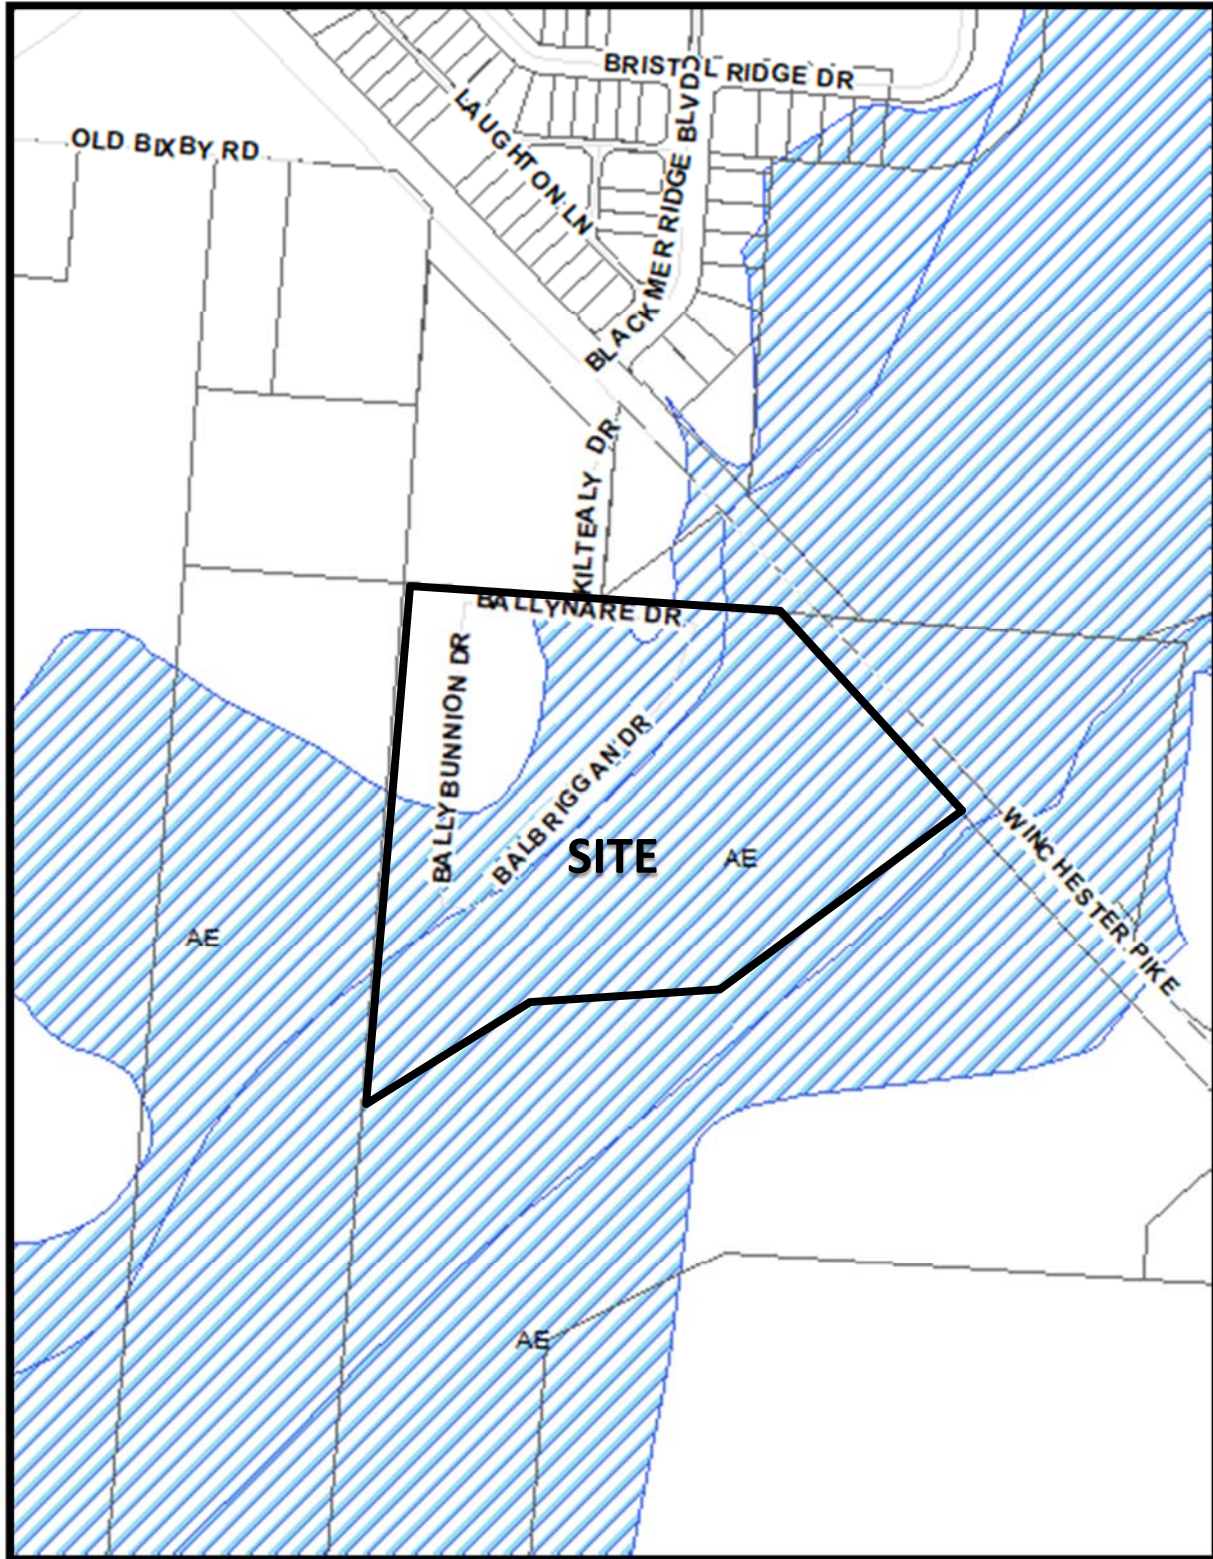 BRISTOL RIDGE DR
LAUGHTON LN
OLD BIXBY RD
BLACKMER RIDGE BLVD
KILTEALY DR
BALLYNARE DR
BALLYBUNNION DR
BALBRIGGAN DR
SITE
AE
WINCHESTER PIKE
AE
AE